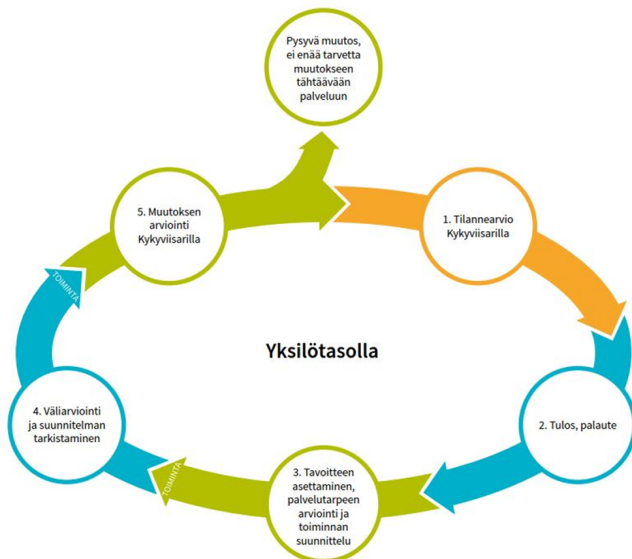 Pysyvä muutos,
ei enää tarvetta
muutokseen
tähtäävään
palveluun
1. Tilannearvio
Kykyviisarilla
2. Tulos, palaute
3. Tavoitteen
asettaminen,
palvelutarpeen
arviointi ja
toiminnan
suunnittelu
TOIMINTA
4. Väliarviointi
ja suunnitelman
tarkistaminen
TOIMINTA
5. Muutoksen
arviointi
Kykyviisarilla
Yksilötasolla